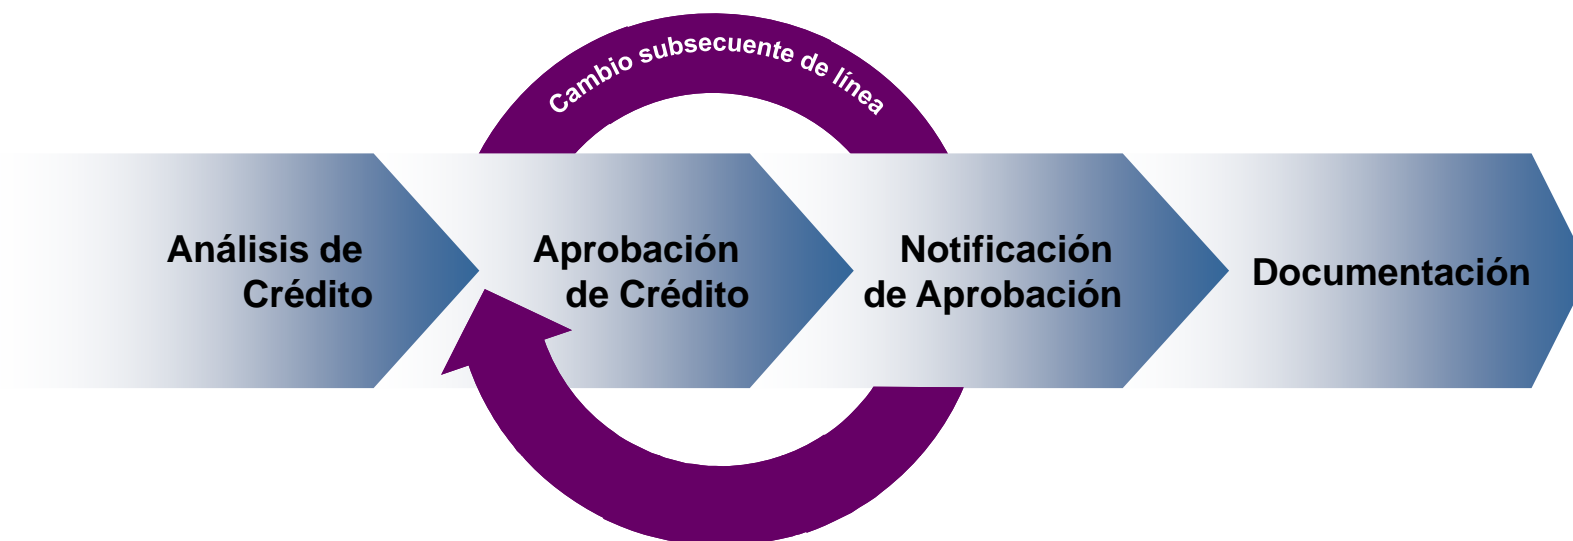 Cambio subsecuente de línea
Análisis de
Crédito
Aprobación
de Crédito
Notificación
de Aprobación
Documentación